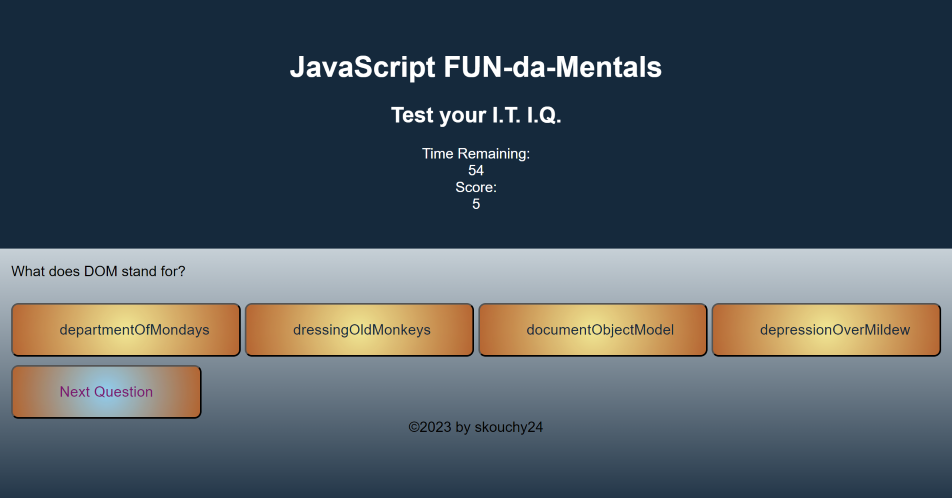 JavaScript FUN-da-Mentals
Test your I.T. I.Q.
Time Remaining:
54
Score:
5
What does DOM stand for?
departmentOfMondays
dressingOldMonkeys
documentObjectModel
depressionOverMildew
Next Question
©2023 by skouchy24